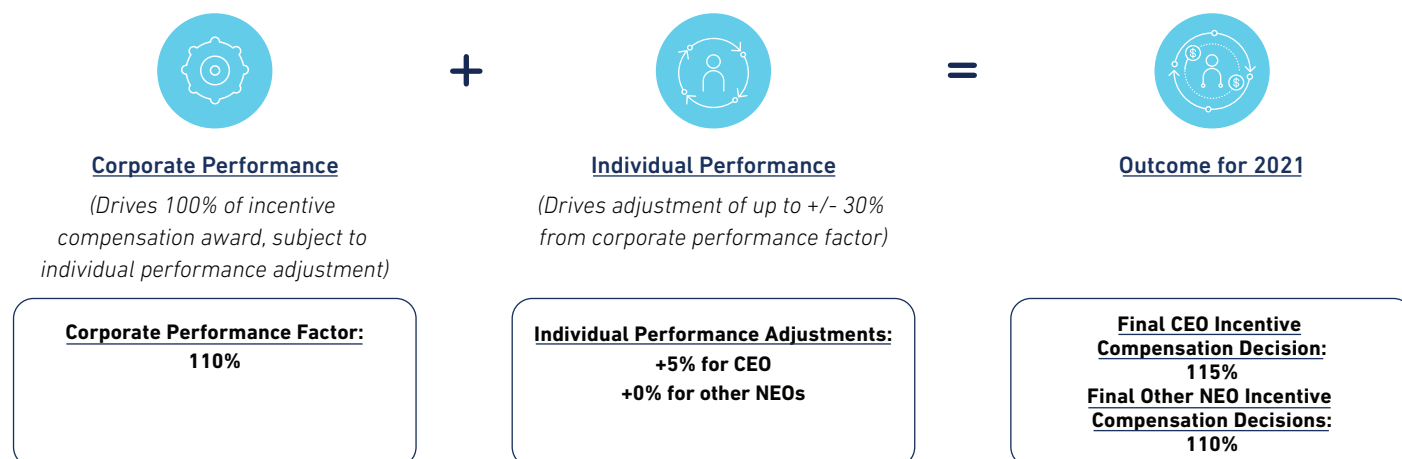 +
=
$
$
Corporate Performance
(Drives 100% of incentive
compensation award, subject to
individual performance adjustment)
Individual Performance
(Drives adjustment of up to +/- 30%
from corporate performance factor)
Outcome for 2021
Corporate Performance Factor:
110%
Individual Performance Adjustments:
+5% for CEO
+0% for other NEOs
Final CEO Incentive
Compensation Decision:
115%
Final Other NEO Incentive
Compensation Decisions:
110%